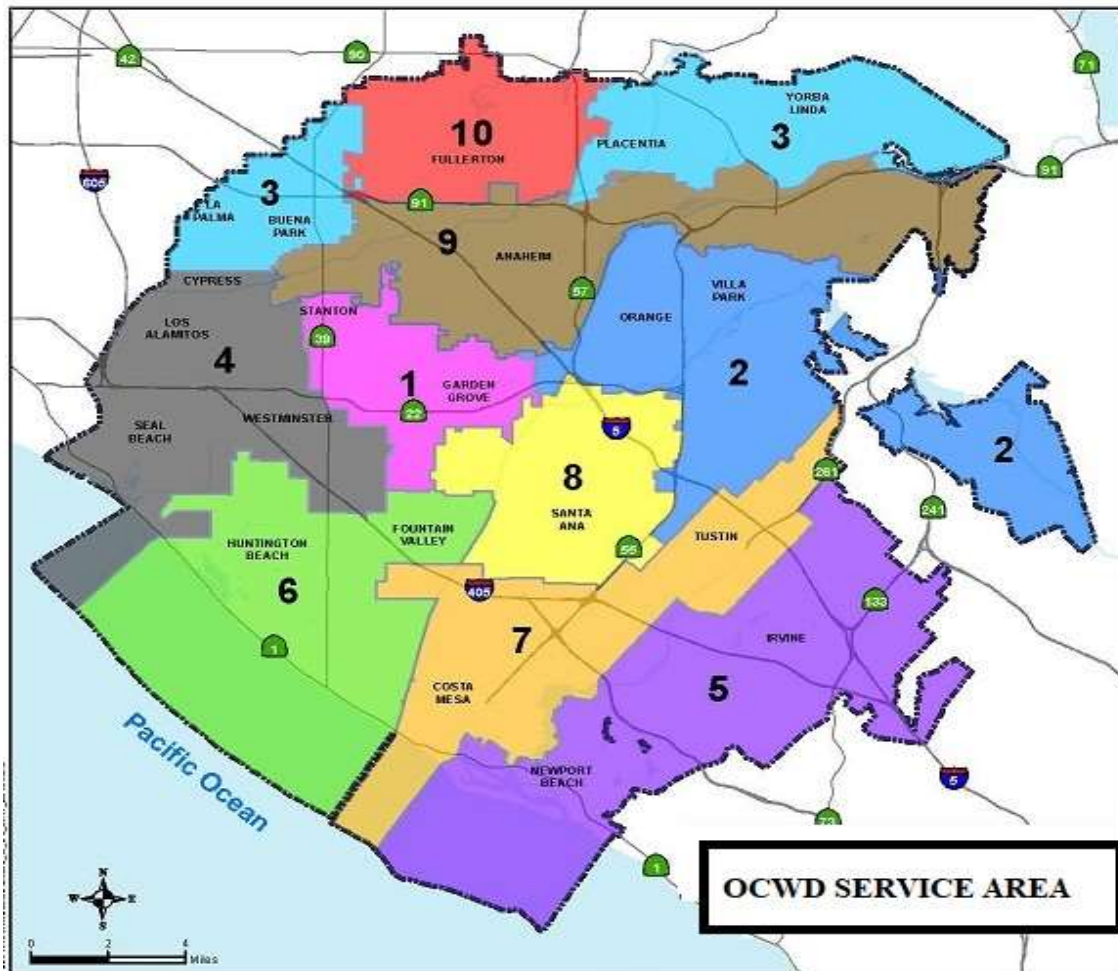 42
90
71
YORBA
LINDA
10
FULLERTON
PLACENTIA
3
91
605
3
LA
PALMA
BUENA
PARK
91
9
ANAHEIM
CYPRESS
57
VILLA
PARK
STANTON
ORANGE
LOS
ALAMITOS
39
4
1
GARDEN
GROVE
22
2
WESTMINSTER
SEAL
BEACH
5
2
8
261
SANTA
ANA
241
FOUNTAIN
VALLEY
TUSTIN
55
HUNTINGTON
BEACH
6
405
133
7
IRVINE
1
5
COSTA
MESA
Pacific Ocean
NEWPORT
BEACH
5
73
1
OCWD SERVICE AREA
N
W
E
S
0 2 4
Miles